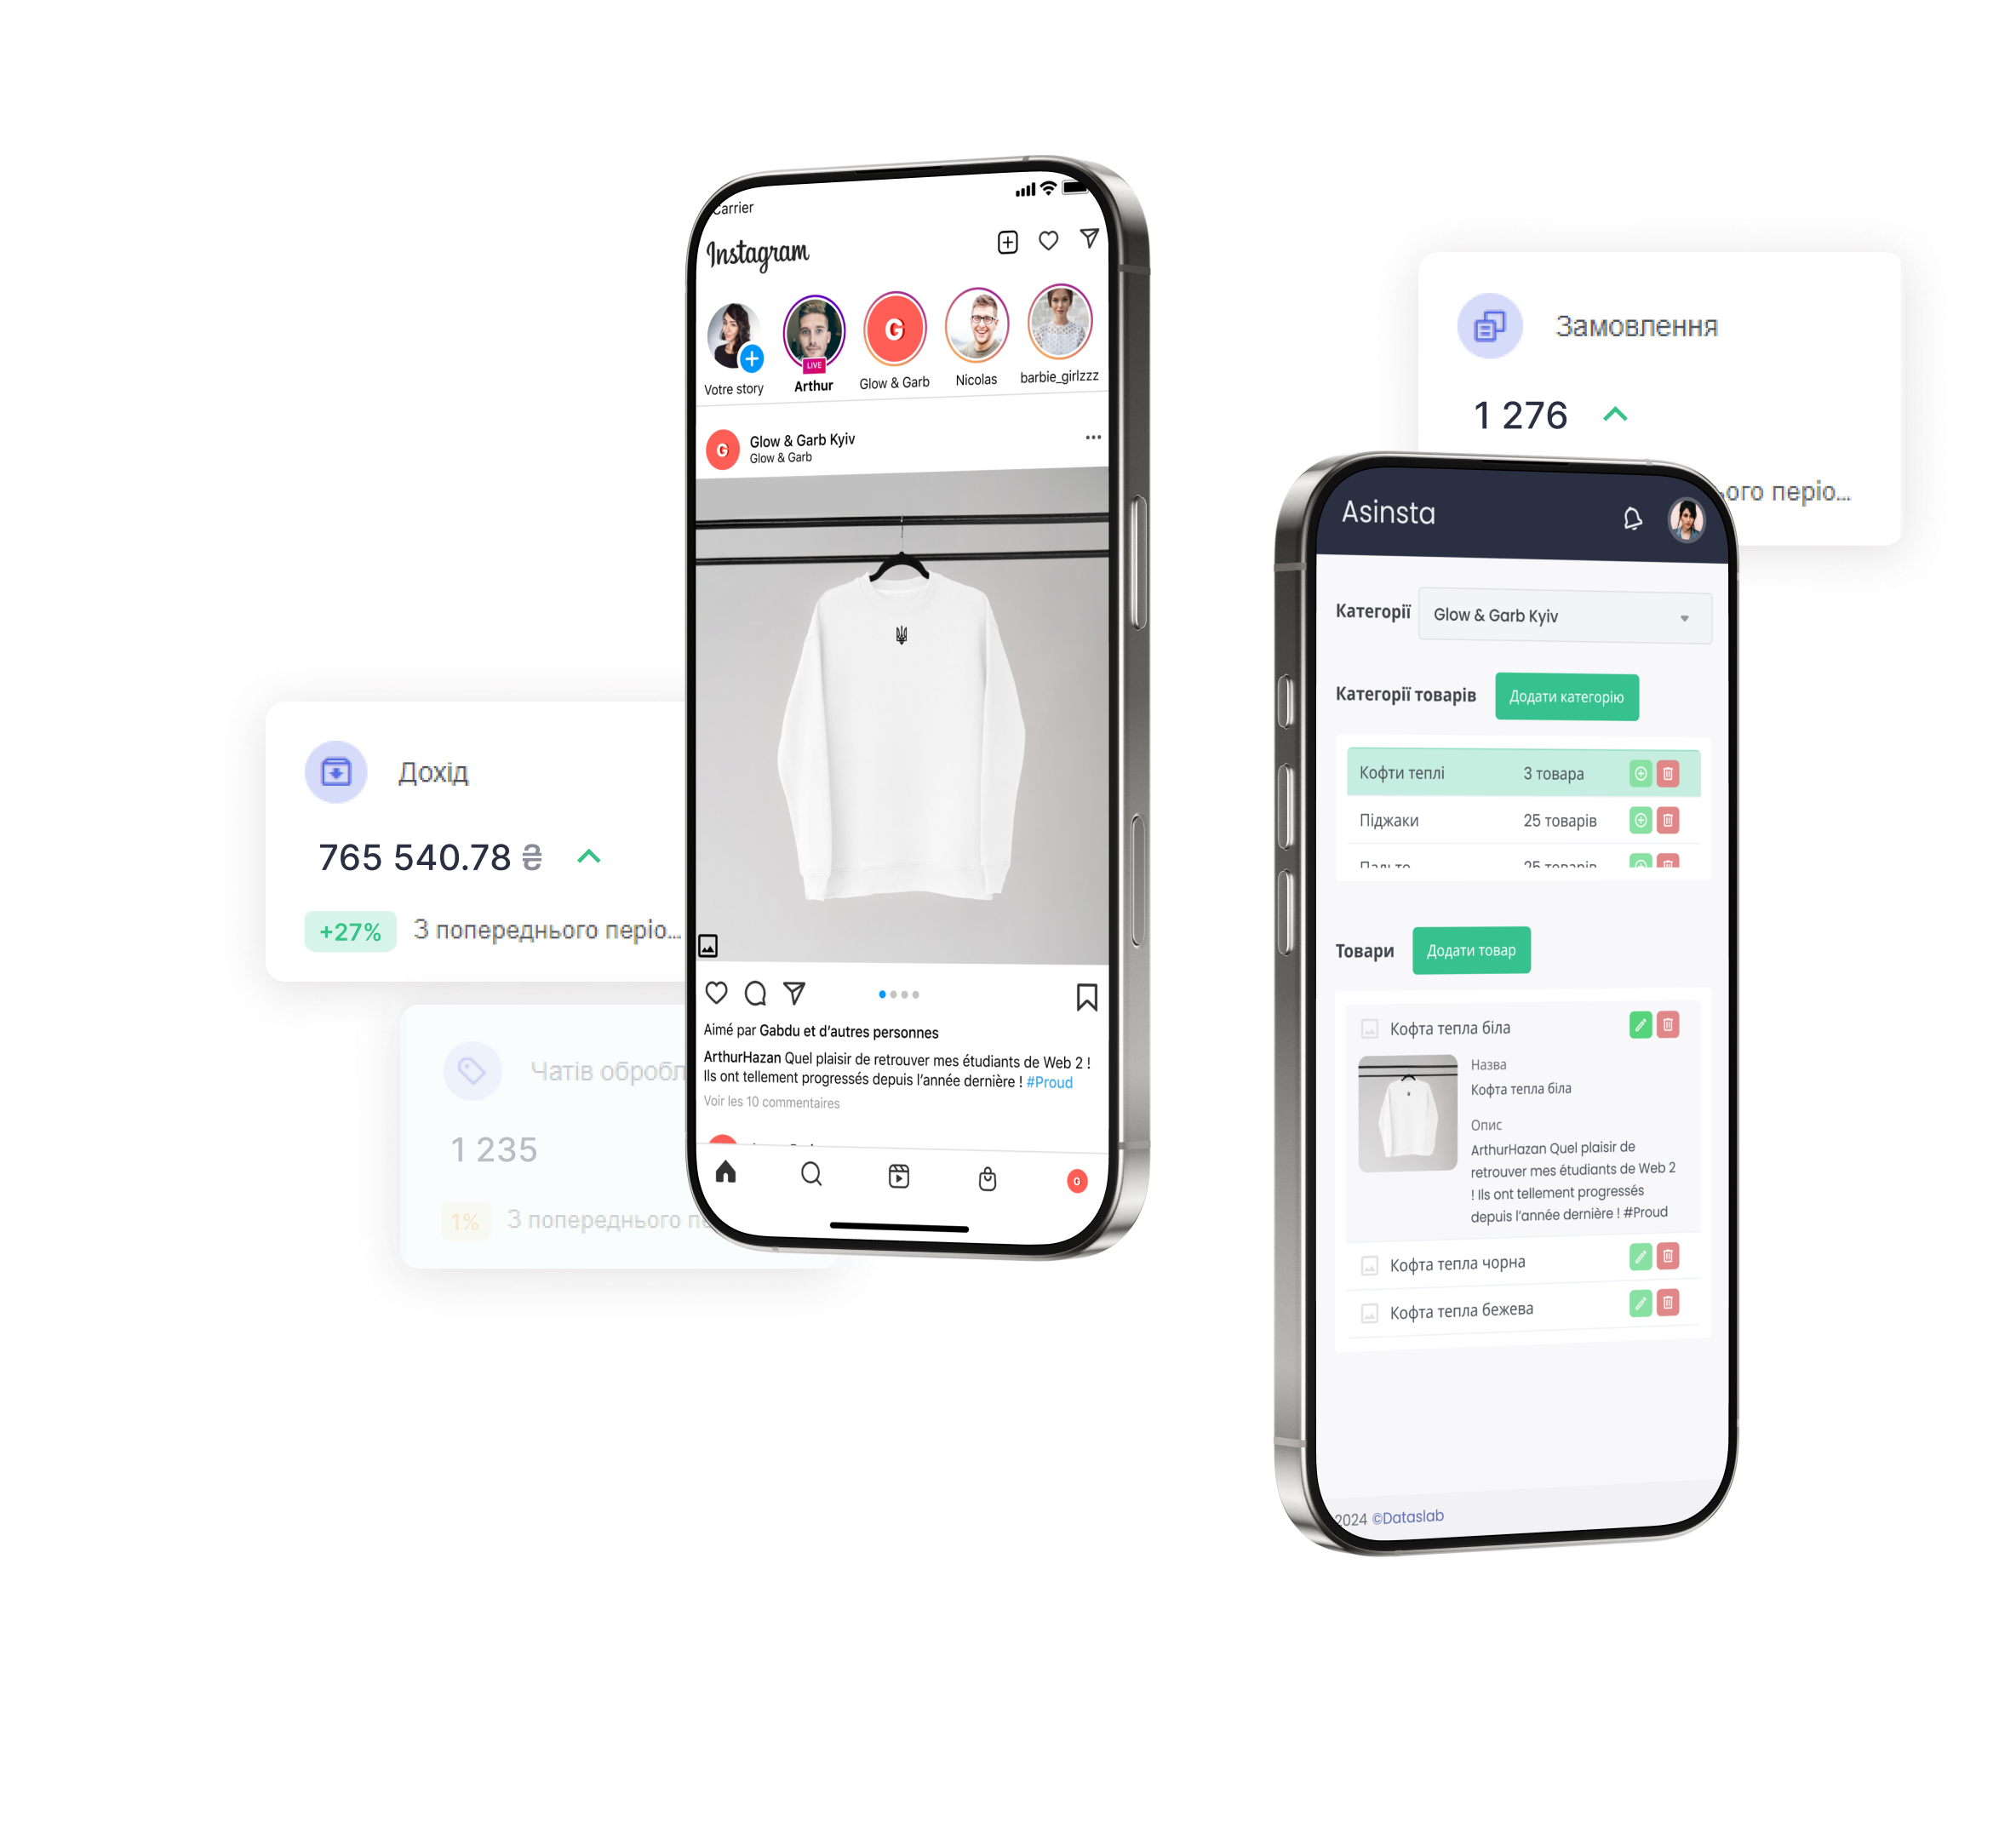 Carrier
Instagram
LIVE
Votre story
Arthur
G
Glow & Garb
Nicolas
barbie_girlzzz
G
Glow & Garb Kyiv
Glow & Garb
Aimé par Gabdu et d’autres personnes
ArthurHazan Quel plaisir de retrouver mes étudiants de Web 2 !
Ils ont tellement progressés depuis l’année dernière ! #Proud
Voir les 10 commentaires
G
Дохід
765 540.78 ₴
+27% З попереднього періо...
Чатів обробл
1 235
1% З попереднього
Замовлення
1 276
ього періо...
Asinsta
Категорії Glow & Garb Kyiv
Категорії товарів Додати категорію
Кофти теплі 3 товара
Піджаки 25 товарів
Пальто 25 товарів
Товари Додати товар
Кофта тепла біла
Назва
Кофта тепла біла
Опис
ArthurHazan Quel plaisir de
retrouver mes étudiants de Web 2
! Ils ont tellement progressés
depuis l’année dernière ! #Proud
Кофта тепла чорна
Кофта тепла бежева
2024 ©Dataslab